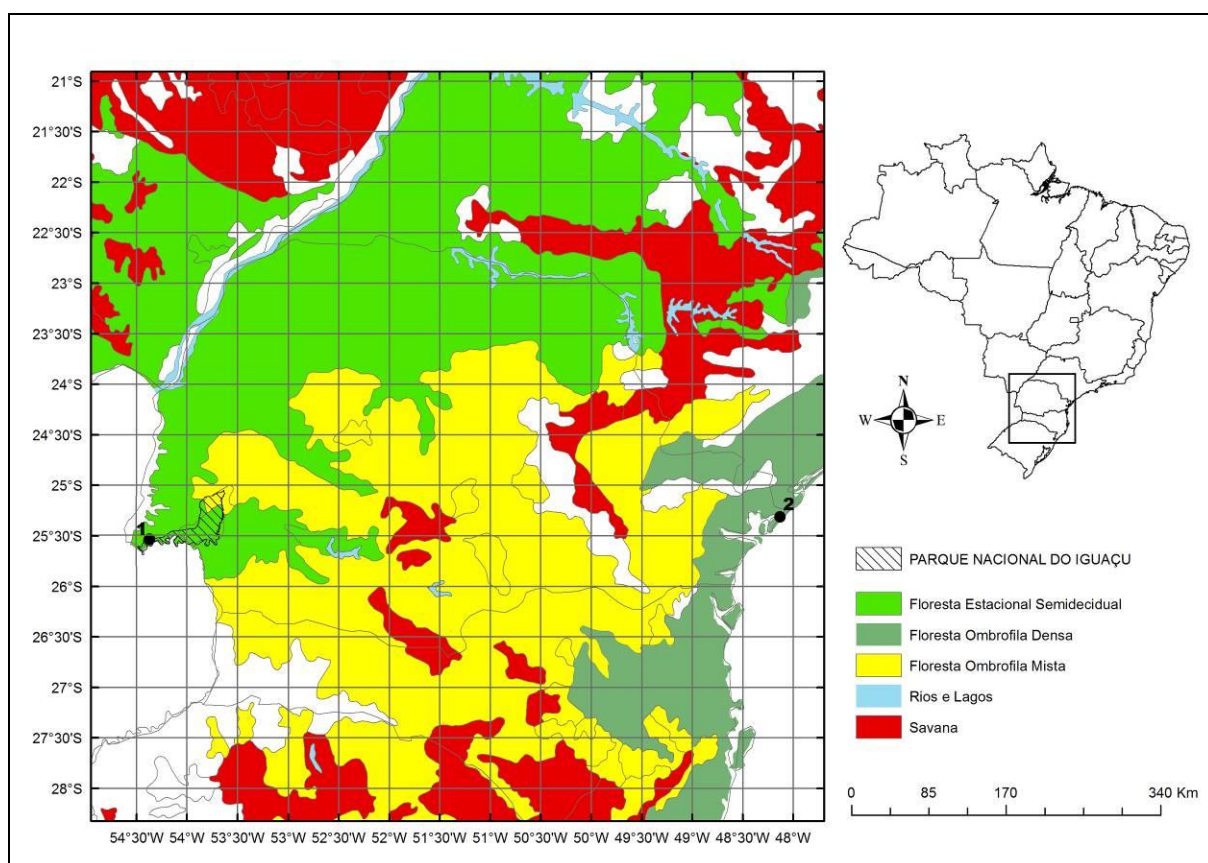 21°S
21°30'S
22°S
22°30'S
23°S
23°30'S
24°S
24°30'S
25°S
25°30'S
26°S
26°30'S
27°S
27°30'S
28°S
1
2
54°30'W 54°W 53°30'W 53°W 52°30'W 52°W 51°30'W 51°W 50°30'W 50°W 49°30'W 49°W 48°30'W 48°W
N
W E
S
PARQUE NACIONAL DO IGUAÇU
Floresta Estacional Semidecidual
Floresta Ombrofila Densa
Floresta Ombrofila Mista
Rios e Lagos
Savana
0 85 170 340 Km